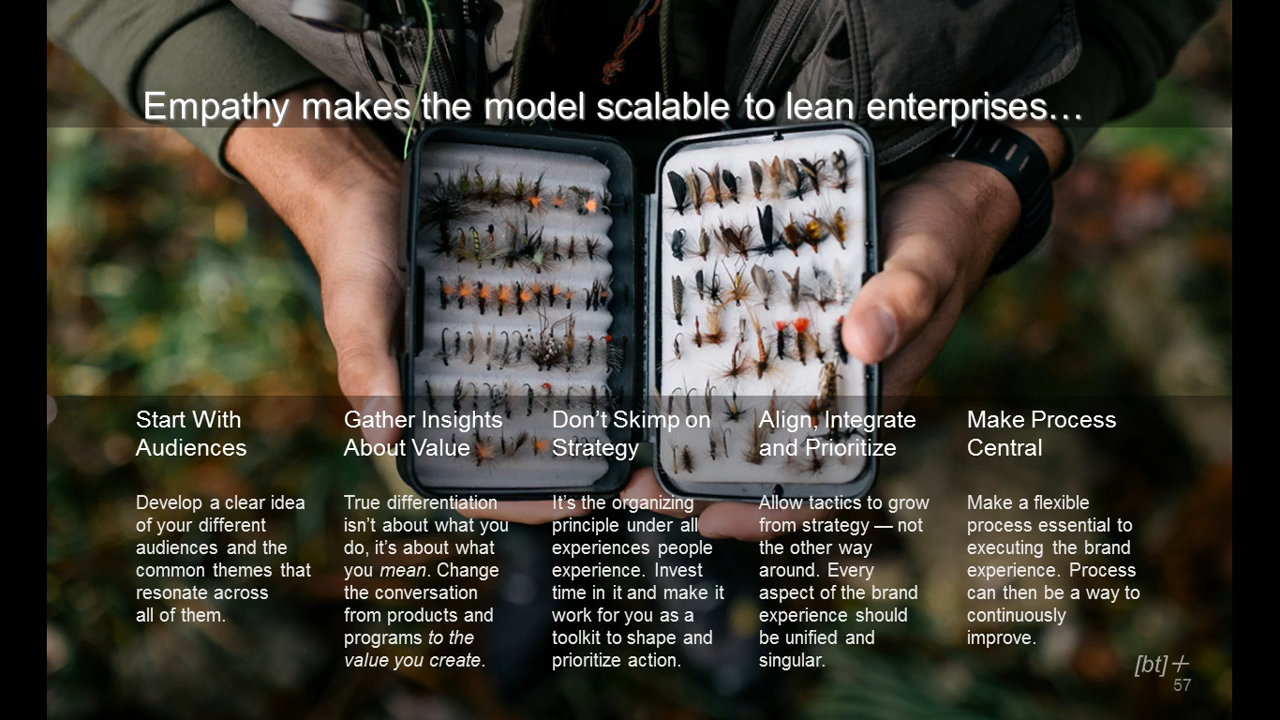 Empathy makes the model scalable to lean enterprises…
Start With
Audiences
Develop a clear idea
of your different
audiences and the
common themes that
resonate across
all of them.
Gather Insights
About Value
True differentiation
isn’t about what you
do, it’s about what
you mean. Change
the conversation
from products and
programs to the
value you create.
Don’t Skimp on
Strategy
It’s the organizing
principle under all
experiences people
experience. Invest
time in it and make it
work for you as a
toolkit to shape and
prioritize action.
Align, Integrate
and Prioritize
Allow tactics to grow
from strategy — not
the other way
around. Every
aspect of the brand
experience should
be unified and
singular.
Make Process
Central
Make a flexible
process essential to
executing the brand
experience. Process
can then be a way to
continuously
improve.
[bt]+
57